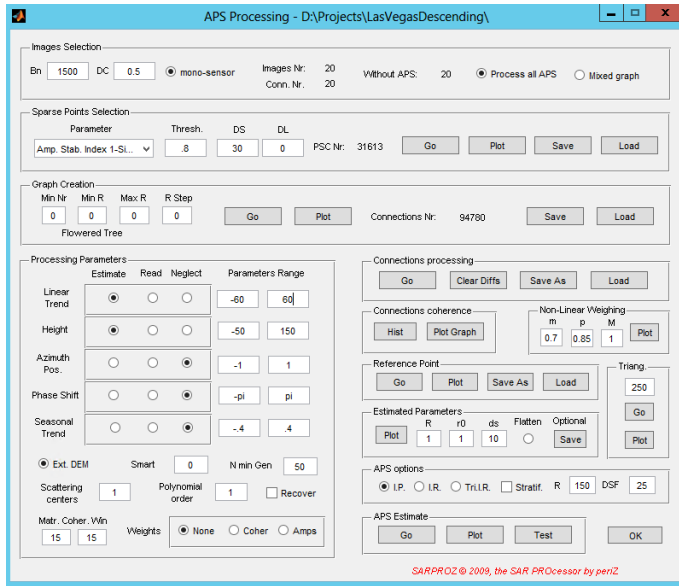 APS Processing - D:\Projects\LasVegasDescending\
Images Selection
Bn 1500 DC 0.5 mono-sensor Images Nr: 20 Without APS: 20 Process all APS Mixed graph
Conn. Nr. 20
Sparse Points Selection
Parameter Thresh. DS DL
Amp. Stab. Index 1-Si... .8 30 0 PSC Nr: 31613 Go Plot Save Load
Graph Creation
Min Nr Min R Max R R Step
0 0 0 0 Go Plot Connections Nr: 94780 Save Load
Flowered Tree
Processing Parameters
Estimate Read Neglect Parameters Range
Linear Trend -60 60
Height -50 150
Azimuth Pos. -1 1
Phase Shift -pi pi
Seasonal Trend -.4 .4
Ext. DEM Smart 0 N min Gen 50
Scattering centers 1 Polynomial order 1 Recover
Matr. Coher. Win
15 15 Weights None Coher Amps
Connections processing
Go Clear Diffs Save As Load
Connections coherence
Hist Plot Graph
Non-Linear Weighing
m p M
0.7 0.85 1 Plot
Reference Point
Go Plot Save As Load
Triang.
250
Go
Plot
Estimated Parameters
R r0 ds Flatten Optional
Plot 1 1 10 Save
APS options
I.P. I.R. Tri.I.R. Stratif. R 150 DSF 25
APS Estimate
Go Plot Test OK
SARPROZ © 2009, the SAR PROcessor by periZ